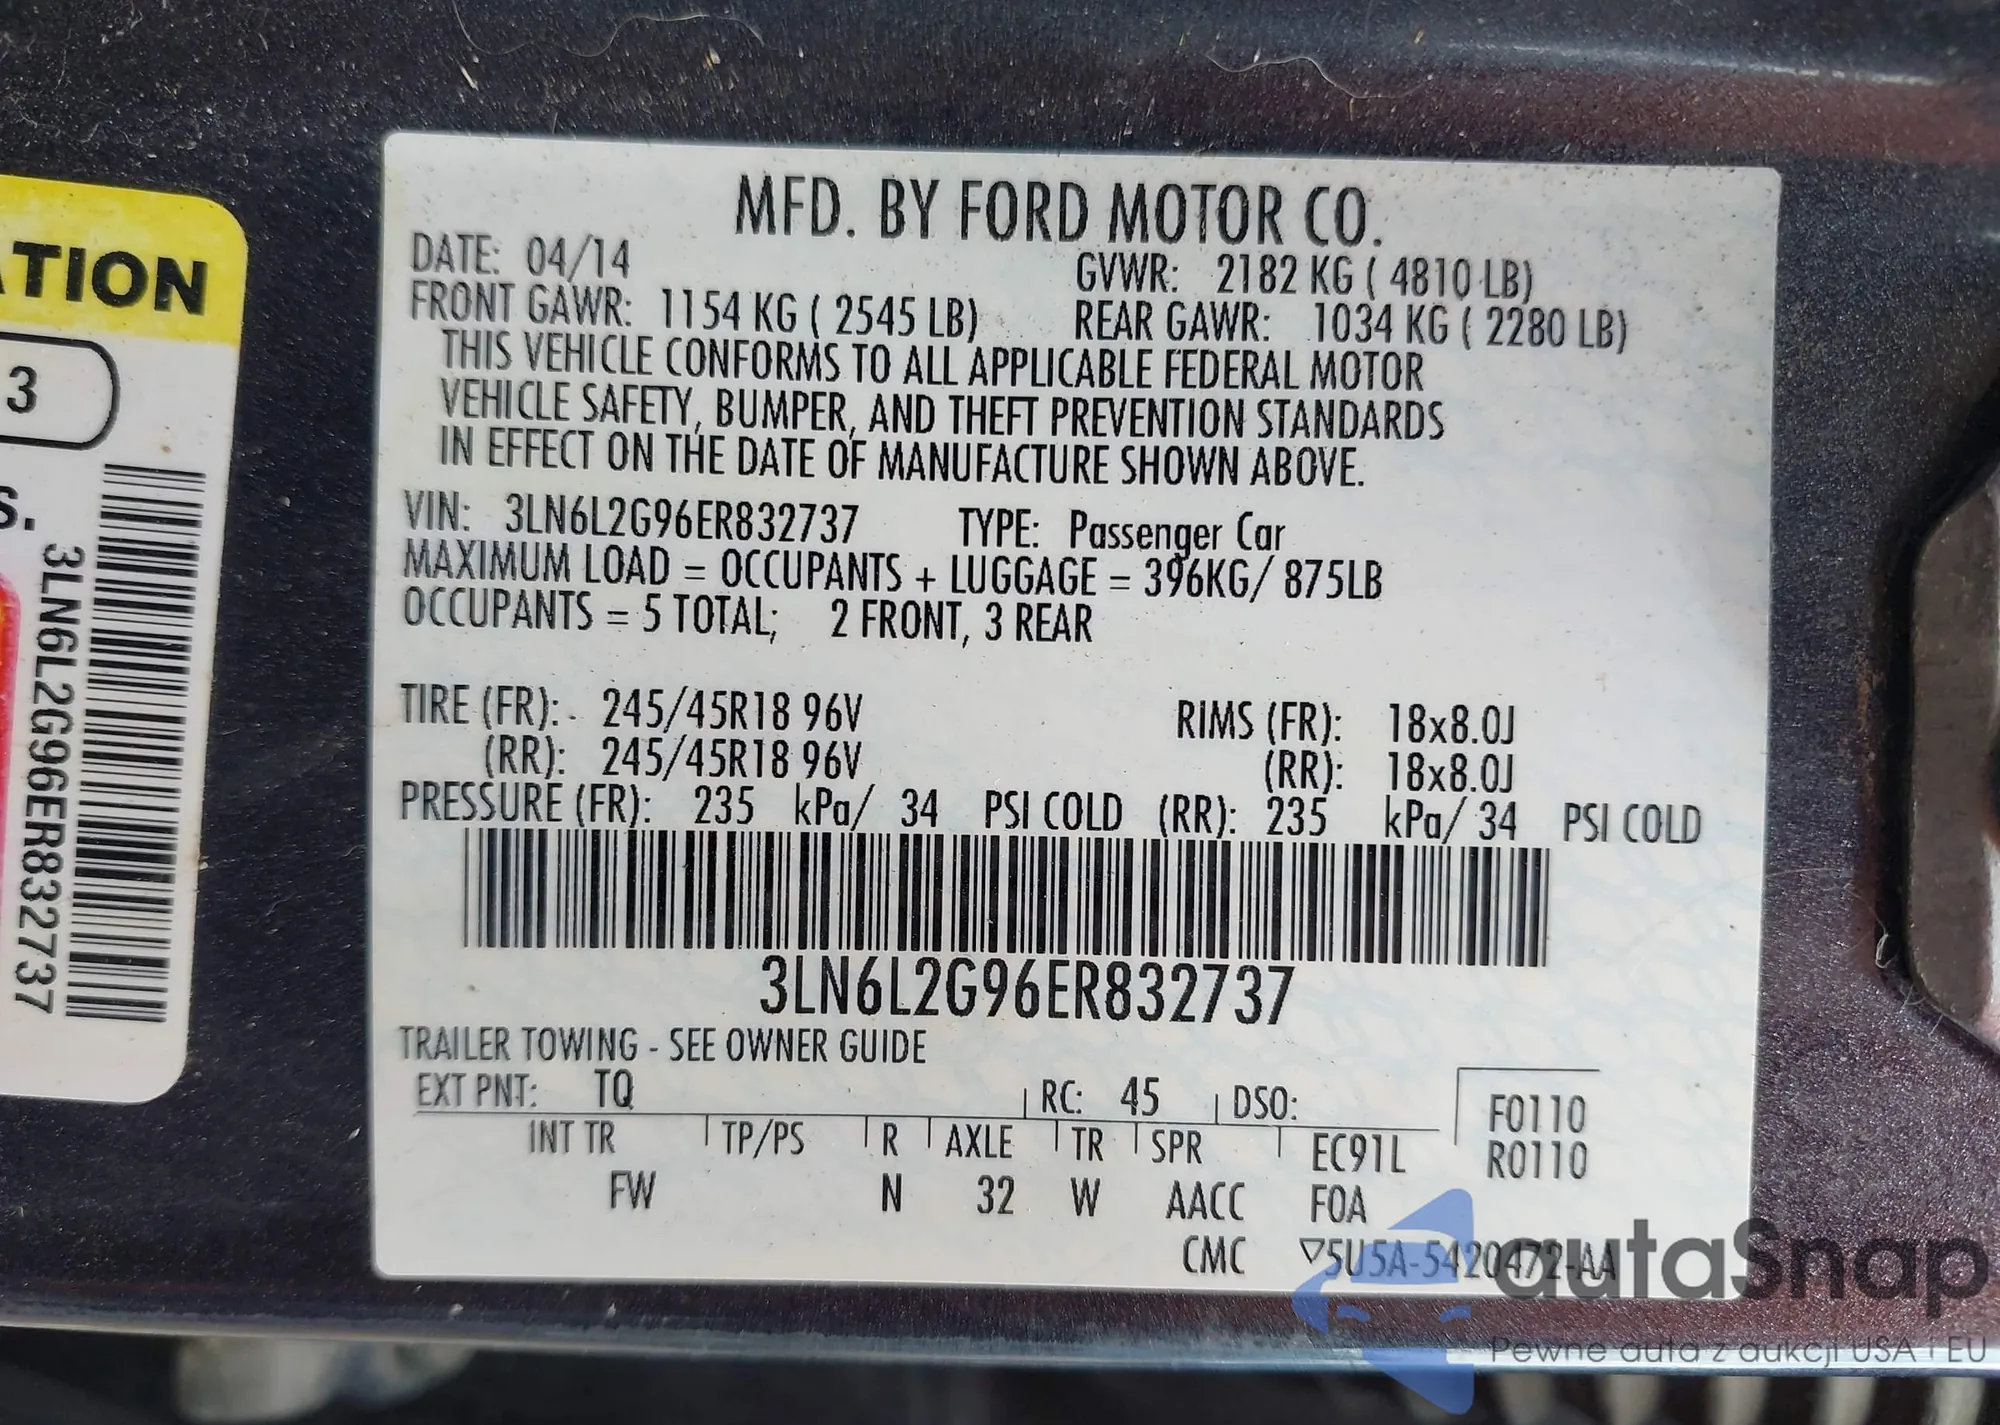 ATION
3
S.
3LN6L2G96ER832737
MFD. BY FORD MOTOR CO.
DATE: 04/14 GVWR: 2182 KG ( 4810 LB)
FRONT GAWR: 1154 KG ( 2545 LB) REAR GAWR: 1034 KG ( 2280 LB)
THIS VEHICLE CONFORMS TO ALL APPLICABLE FEDERAL MOTOR
VEHICLE SAFETY, BUMPER, AND THEFT PREVENTION STANDARDS
IN EFFECT ON THE DATE OF MANUFACTURE SHOWN ABOVE.
VIN: 3LN6L2G96ER832737 TYPE: Passenger Car
MAXIMUM LOAD = OCCUPANTS + LUGGAGE = 396KG/ 875LB
OCCUPANTS = 5 TOTAL; 2 FRONT, 3 REAR
TIRE (FR): 245/45R18 96V RIMS (FR): 18x8.0J
(RR): 245/45R18 96V (RR): 18x8.0J
PRESSURE (FR): 235 kPa/ 34 PSI COLD (RR): 235 kPa/ 34 PSI COLD
3LN6L2G96ER832737
TRAILER TOWING - SEE OWNER GUIDE
EXT PNT: TQ RC: 45 DSO: F0110
INT TR TP/PS R AXLE TR SPR EC91L R0110
FW N 32 W AACC FOA
CMC ▽5U5A-5420472-AA
autaSnap
Pewne auta z aukcji USA i EU